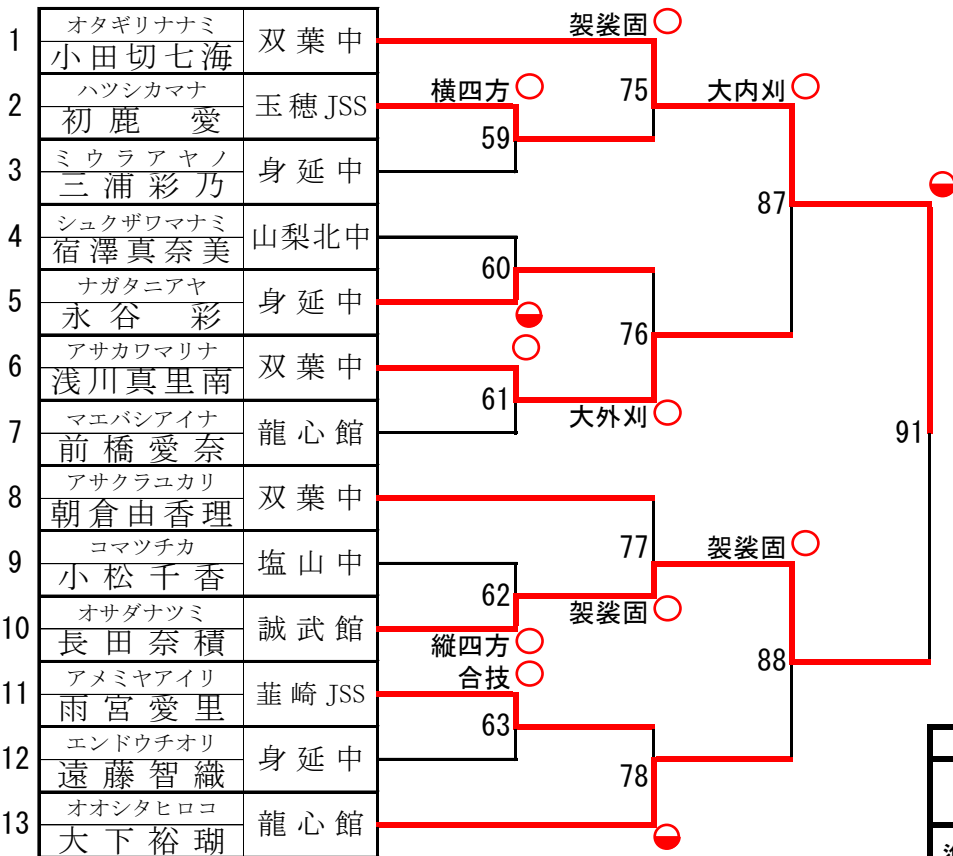 1 オタギリナナミ 小田切七海 双葉中
2 ハツシカマナ 初鹿 愛 玉穂JSS
3 ミウラアヤノ 三浦彩乃 身延中
4 シュクザワマナミ 宿澤真奈美 山梨北中
5 ナガタニアヤ 永谷 彩 身延中
6 アサカワマリナ 浅川真里南 双葉中
7 マエバシアイナ 前橋愛奈 龍心館
8 アサクラユカリ 朝倉由香理 双葉中
9 コマツチカ 小松千香 塩山中
10 オサダナツミ 長田奈積 誠武館
11 アメミヤアイリ 雨宮愛里 韮崎JSS
12 エンドウチオリ 遠藤智織 身延中
13 オオシタヒロコ 大下裕瑚 龍心館
袈裟固
横四方
75
大内刈
59
87
60
76
61
大外刈
91
77
袈裟固
62
袈裟固
縦四方
合技
88
63
78